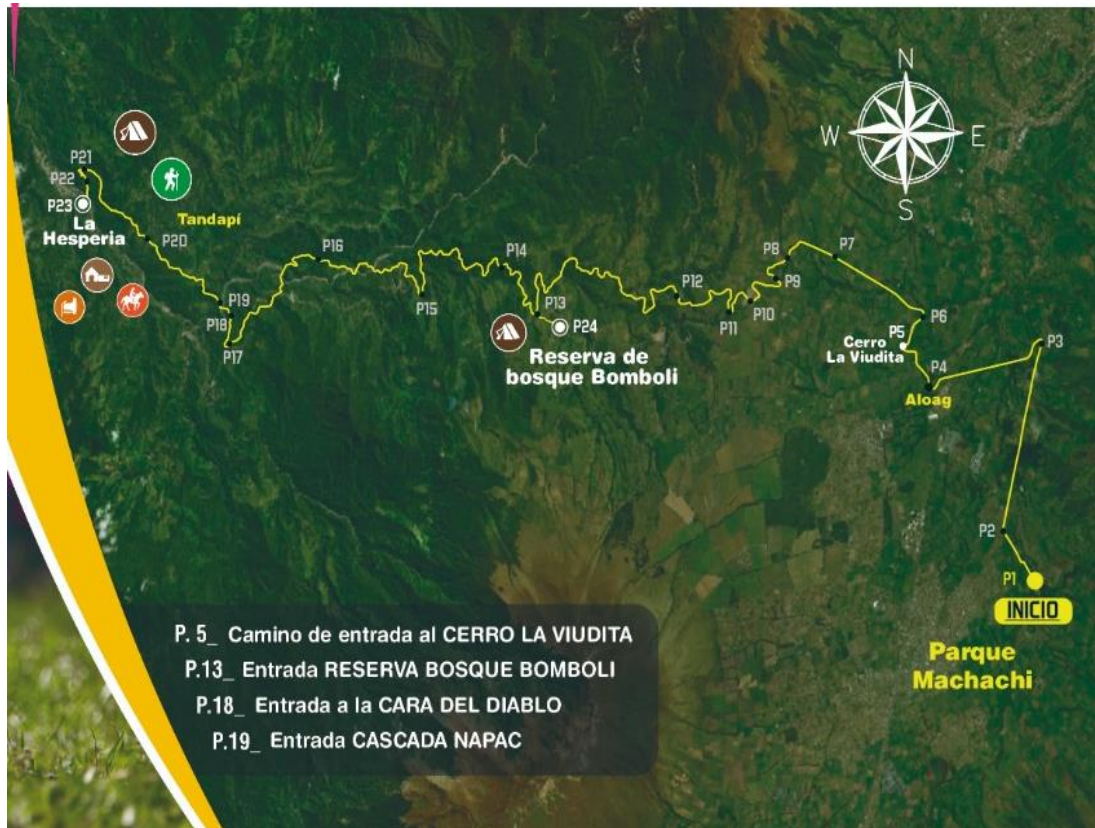 N
W
E
S
P21
P22
P23
La
Hesperia
Tandapí
P20
P19
P18
P17
P16
P15
P14
P13
P24
Reserva de
bosque Bomboli
P12
P11
P10
P9
P8
P7
P6
P5
Cerro
La Viudita
P4
Aloag
P3
P2
P1
INICIO
Parque
Machachi
P. 5_ Camino de entrada al CERRO LA VIUDITA
P.13_ Entrada RESERVA BOSQUE BOMBOLI
P.18_ Entrada a la CARA DEL DIABLO
P.19_ Entrada CASCADA NAPAC